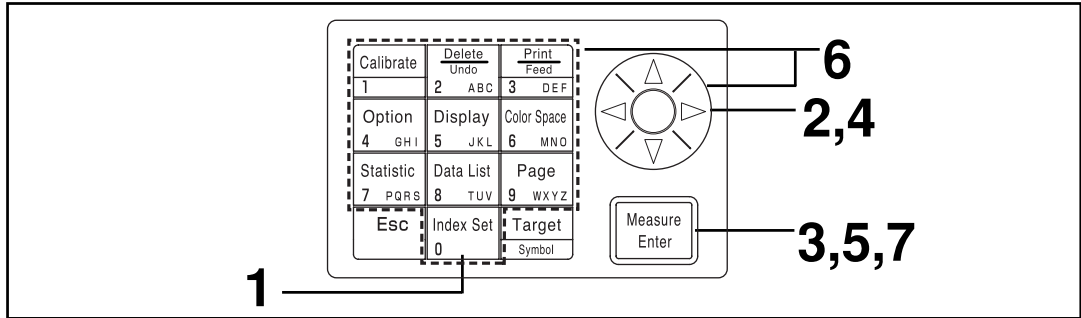 Calibrate
1
Delete
Undo
2 ABC
Print
Feed
3 DEF
Option
4 GHI
Display
5 JKL
Color Space
6 MNO
Statistic
7 PQRS
Data List
8 TUV
Page
9 WXYZ
Esc
Index Set
0
Target
Symbol
6
2,4
Measure
Enter
3,5,7
1